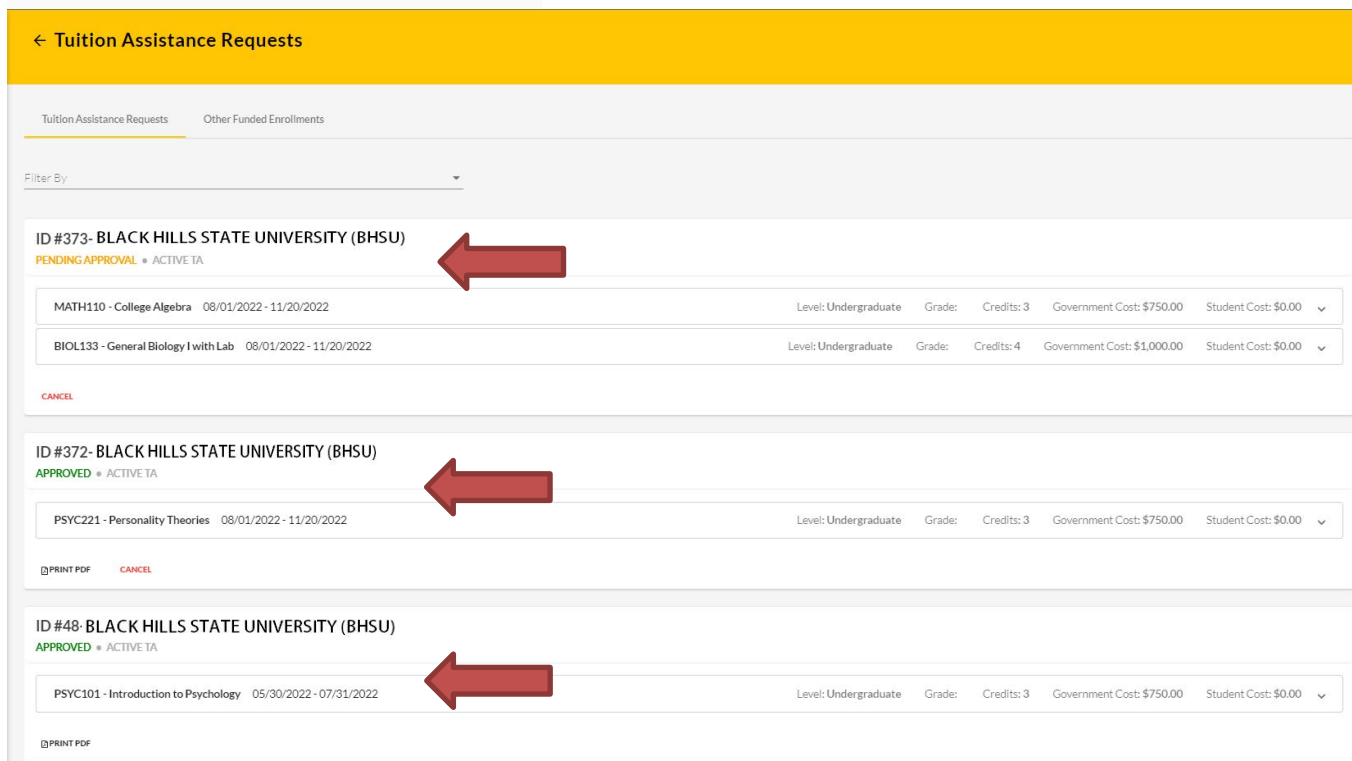 ← Tuition Assistance Requests
Tuition Assistance Requests Other Funded Enrollments
Filter By
ID #373- BLACK HILLS STATE UNIVERSITY (BHSU)
PENDING APPROVAL • ACTIVE TA
MATH110 - College Algebra 08/01/2022 - 11/20/2022 Level: Undergraduate Grade: Credits: 3 Government Cost: $750.00 Student Cost: $0.00
BIOL133 - General Biology I with Lab 08/01/2022 - 11/20/2022 Level: Undergraduate Grade: Credits: 4 Government Cost: $1,000.00 Student Cost: $0.00
CANCEL
ID #372- BLACK HILLS STATE UNIVERSITY (BHSU)
APPROVED • ACTIVE TA
PSYC221 - Personality Theories 08/01/2022 - 11/20/2022 Level: Undergraduate Grade: Credits: 3 Government Cost: $750.00 Student Cost: $0.00
PRINT PDF CANCEL
ID #48- BLACK HILLS STATE UNIVERSITY (BHSU)
APPROVED • ACTIVE TA
PSYC101 - Introduction to Psychology 05/30/2022 - 07/31/2022 Level: Undergraduate Grade: Credits: 3 Government Cost: $750.00 Student Cost: $0.00
PRINT PDF